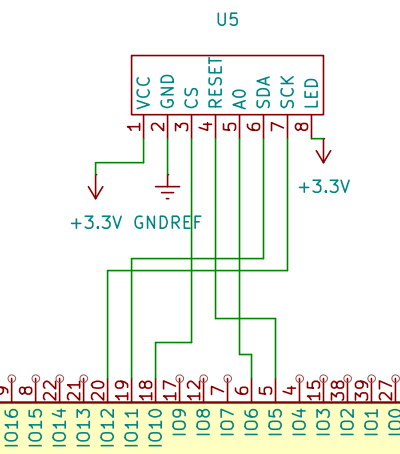 U5
VCC GND CS RESET A0 SDA SCK LED
1 2 3 4 5 6 7 8
+3.3V
+3.3V GNDREF
9 8 22 21 20 19 18 17 12 7 6 5 4 15 38 39 27
IO16 IO15 IO14 IO13 IO12 IO11 IO10 IO9 IO8 IO7 IO6 IO5 IO4 IO3 IO2 IO1 IO0